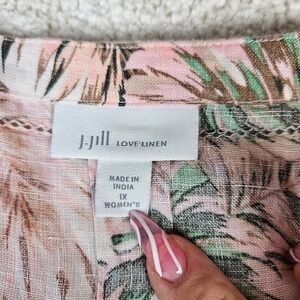 J.Jill LOVE LINEN
MADE IN
INDIA
1X
WOMEN'S